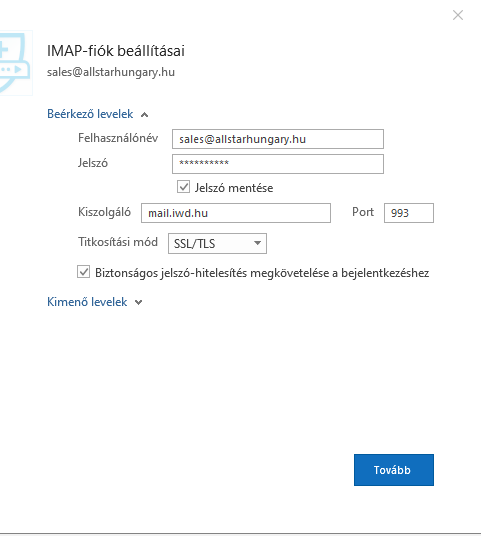 IMAP-fiók beállításai
sales@allstarhungary.hu
Beérkező levelek
Felhasználónév sales@allstarhungary.hu
Jelszó **********
Jelszó mentése
Kiszolgáló mail.iwd.hu Port 993
Titkosítási mód SSL/TLS
Biztonságos jelszó-hitelesítés megkövetelése a bejelentkezéshez
Kimenő levelek
Tovább